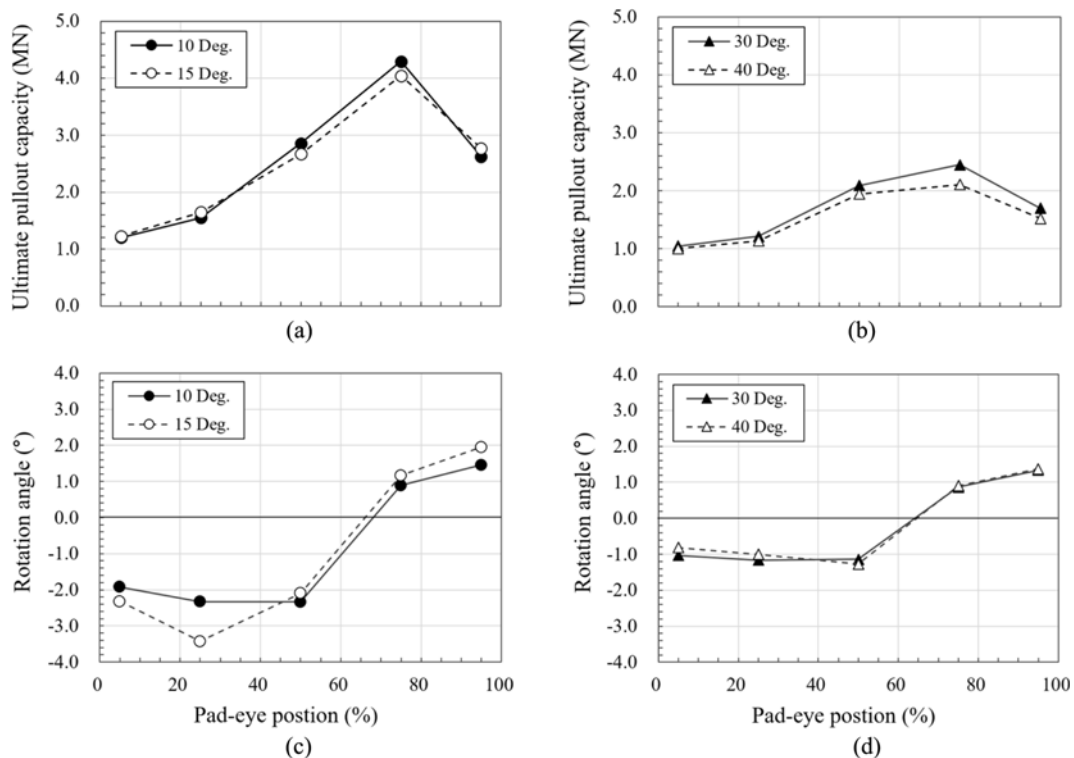 Ultimate pullout capacity (MN)
5.0
4.0
3.0
2.0
1.0
0.0
10 Deg.
15 Deg.
(a)
Ultimate pullout capacity (MN)
5.0
4.0
3.0
2.0
1.0
0.0
30 Deg.
40 Deg.
(b)
Rotation angle (°)
4.0
3.0
2.0
1.0
0.0
-1.0
-2.0
-3.0
-4.0
10 Deg.
15 Deg.
0 20 40 60 80 100
Pad-eye postion (%)
(c)
Rotation angle (°)
4.0
3.0
2.0
1.0
0.0
-1.0
-2.0
-3.0
-4.0
30 Deg.
40 Deg.
0 20 40 60 80 100
Pad-eye postion (%)
(d)